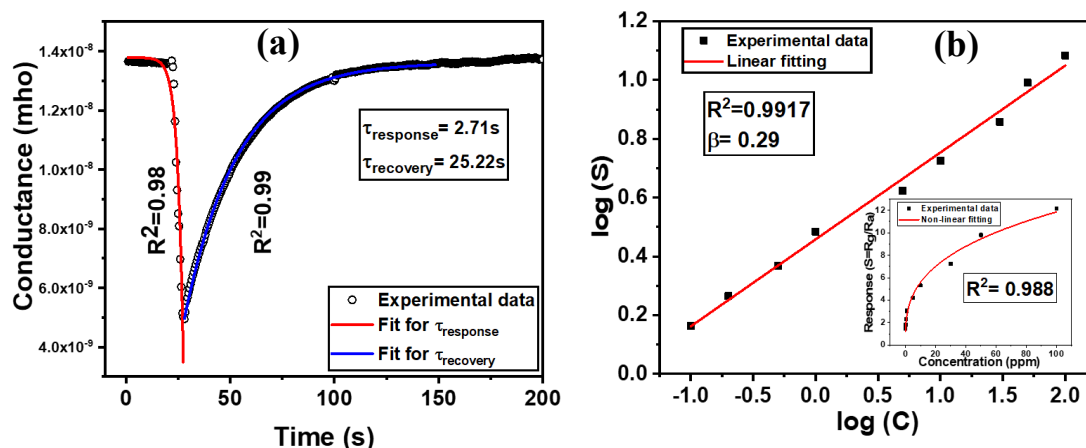 (a)
1.4x10⁻⁸
1.2x10⁻⁸
1.0x10⁻⁸
8.0x10⁻⁹
6.0x10⁻⁹
4.0x10⁻⁹
Conductance (mho)
R²=0.98
R²=0.99
τresponse= 2.71s
τrecovery = 25.22s
Experimental data
Fit for τresponse
Fit for τrecovery
0 50 100 150 200
Time (s)
(b)
Experimental data
Linear fitting
R²=0.9917
β= 0.29
1.2
1.0
0.8
0.6
0.4
0.2
0.0
log (S)
-1.0 -0.5 0.0 0.5 1.0 1.5 2.0
log (C)
Experimental data
Non-linear fitting
R²= 0.988
12
10
8
6
4
2
0
Response (S=Rg/Ra)
0 20 40 60 80 100
Concentration (ppm)